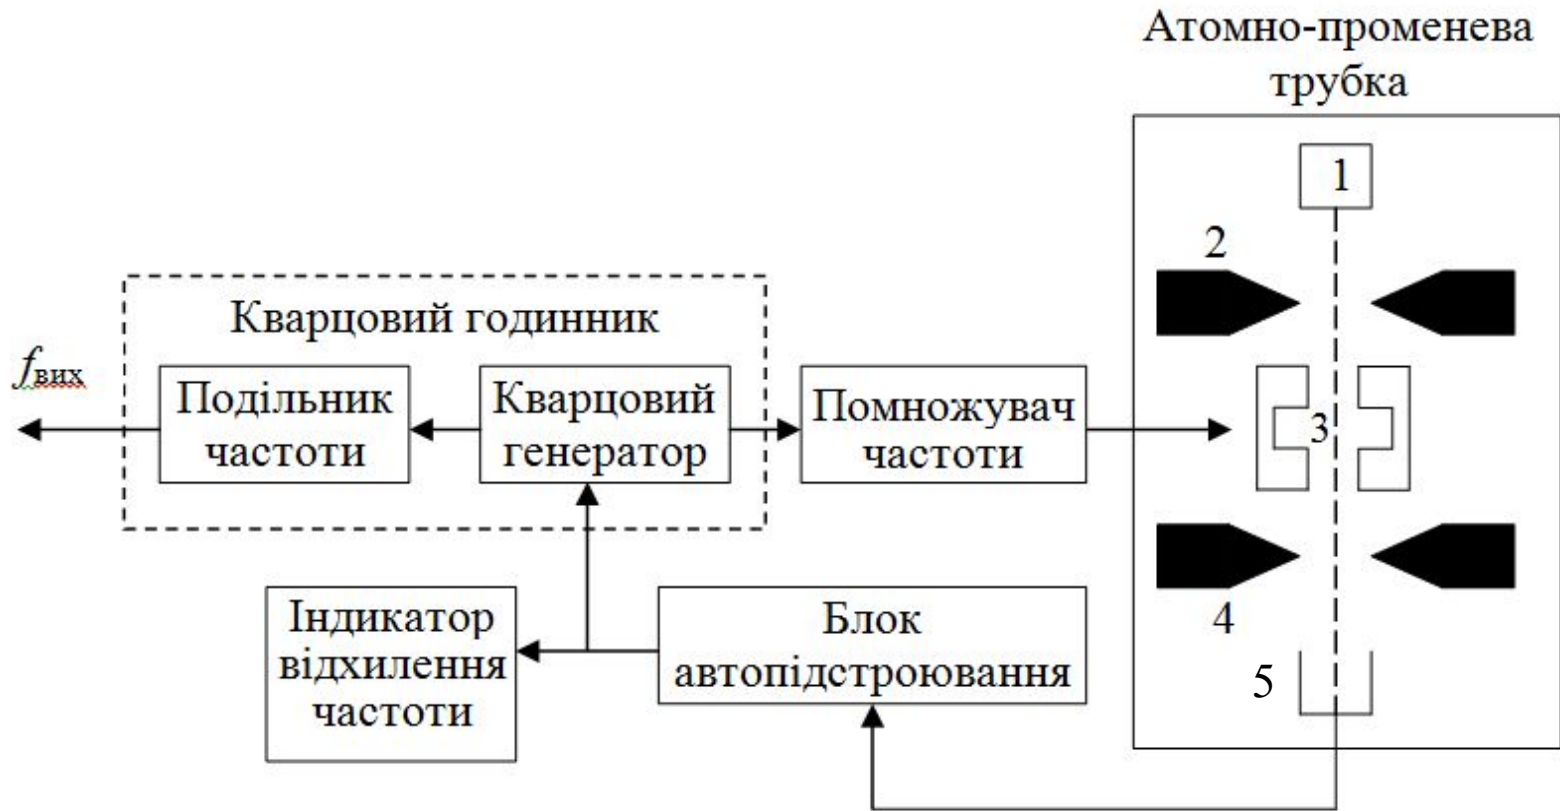 Атомно-променева
трубка
1
2
Кварцовий годинник
fвих
Подільник
частоти
Кварцовий
генератор
Помножувач
частоти
3
Індикатор
відхилення
частоти
Блок
автопідстроювання
4
5